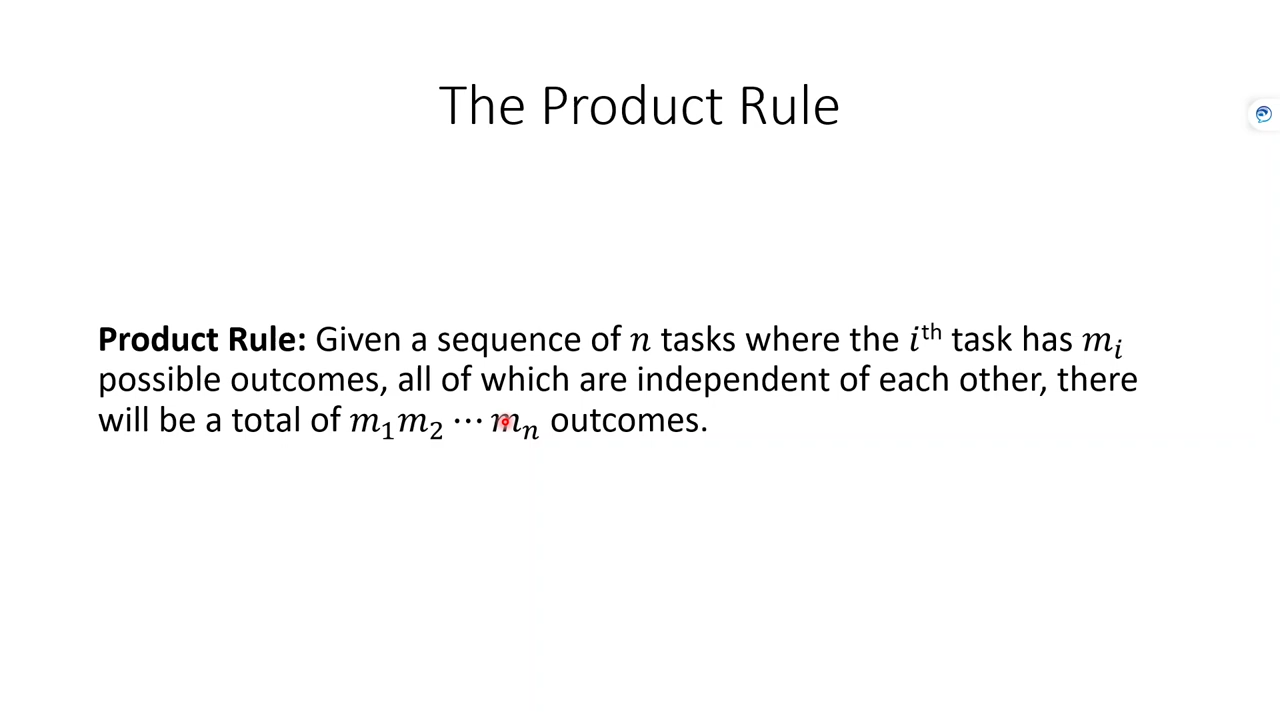 The Product Rule
Product Rule: Given a sequence of 𝑛 tasks where the 𝑖ᵗʰ task has 𝑚ᵢ
possible outcomes, all of which are independent of each other, there
will be a total of 𝑚₁𝑚₂ ⋯ 𝑚ₙ outcomes.